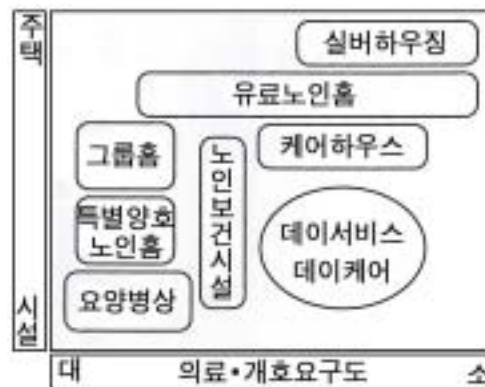 주택
실버하우징
유료노인홈
그룹홈
노인보건시설
케어하우스
특별양호
노인홈
데이서비스
데이케어
요양병상
시설
대 의료•개호요구도 소